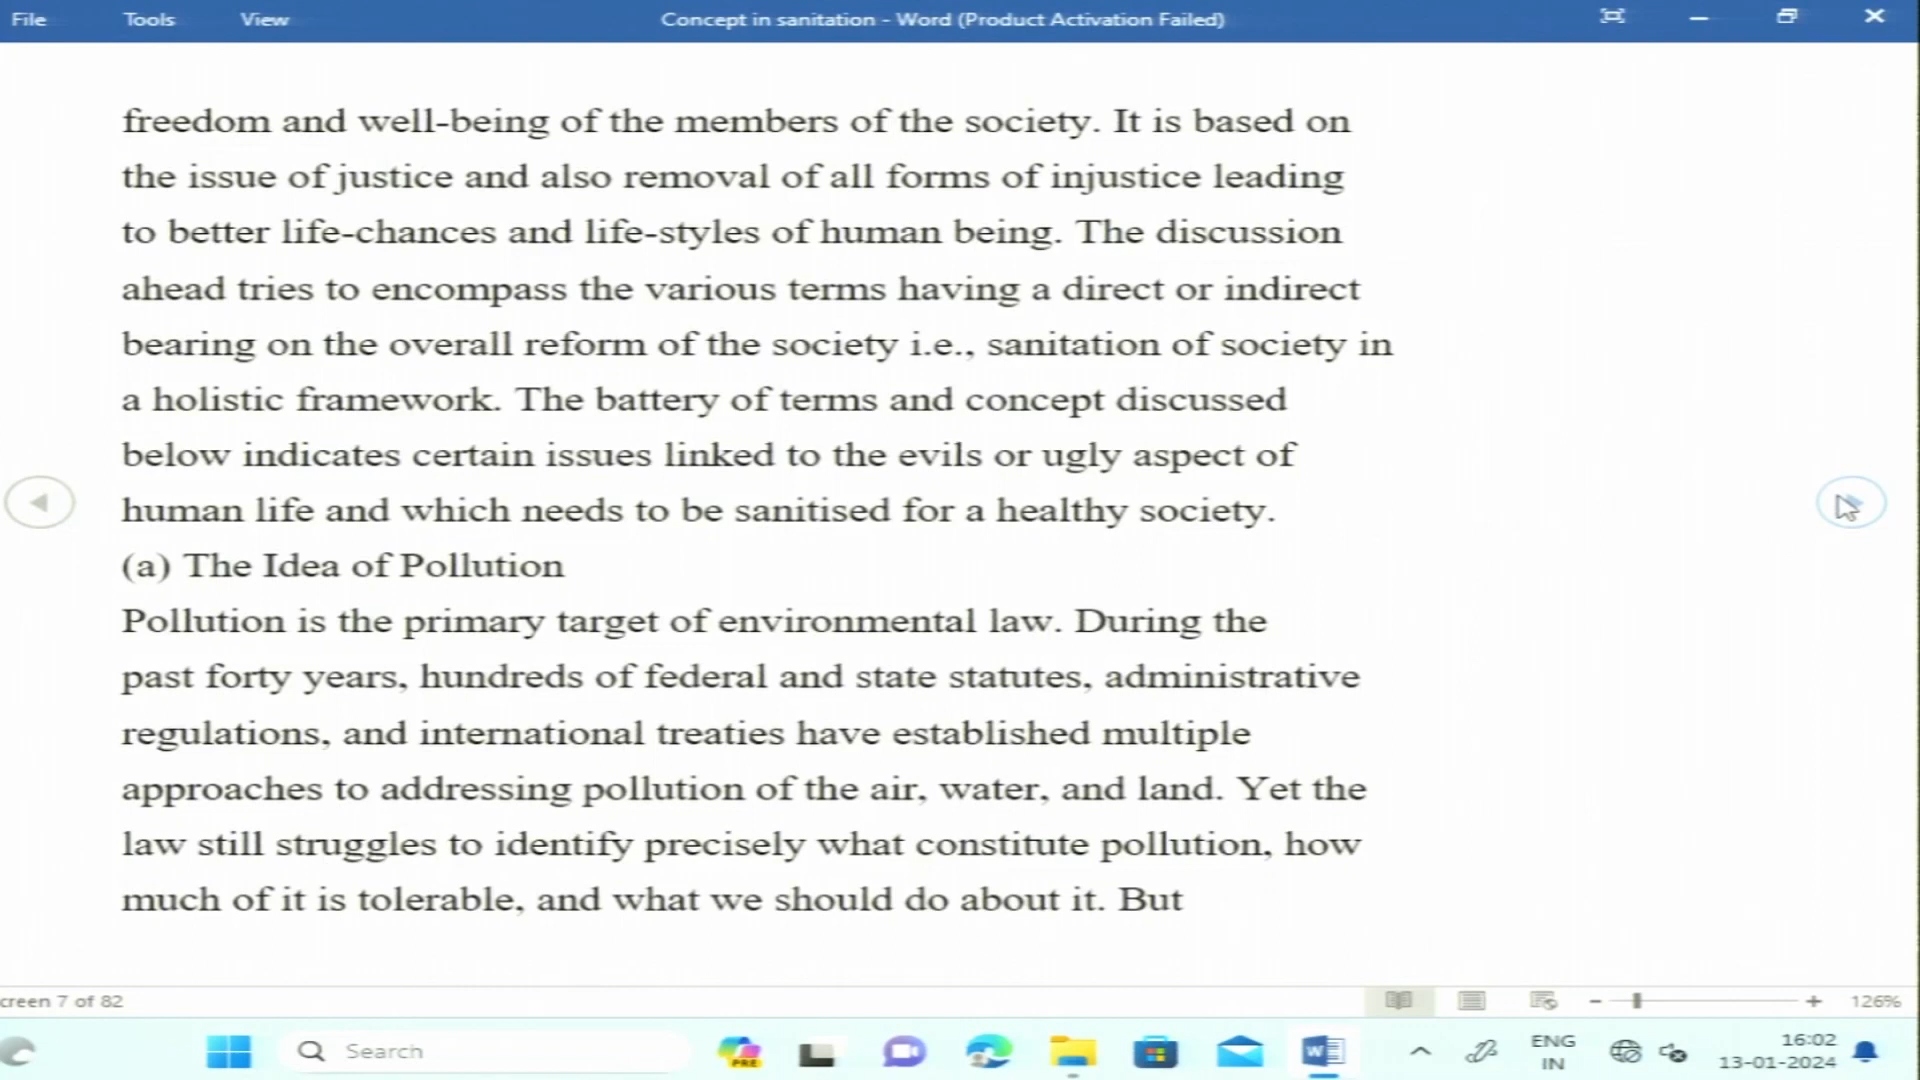 File Tools View Concept in sanitation - Word (Product Activation Failed)
freedom and well-being of the members of the society. It is based on
the issue of justice and also removal of all forms of injustice leading
to better life-chances and life-styles of human being. The discussion
ahead tries to encompass the various terms having a direct or indirect
bearing on the overall reform of the society i.e., sanitation of society in
a holistic framework. The battery of terms and concept discussed
below indicates certain issues linked to the evils or ugly aspect of
human life and which needs to be sanitised for a healthy society.
(a) The Idea of Pollution
Pollution is the primary target of environmental law. During the
past forty years, hundreds of federal and state statutes, administrative
regulations, and international treaties have established multiple
approaches to addressing pollution of the air, water, and land. Yet the
law still struggles to identify precisely what constitute pollution, how
much of it is tolerable, and what we should do about it. But
creen 7 of 82 126%
Search PRE W ENG 16:02
IN 13-01-2024